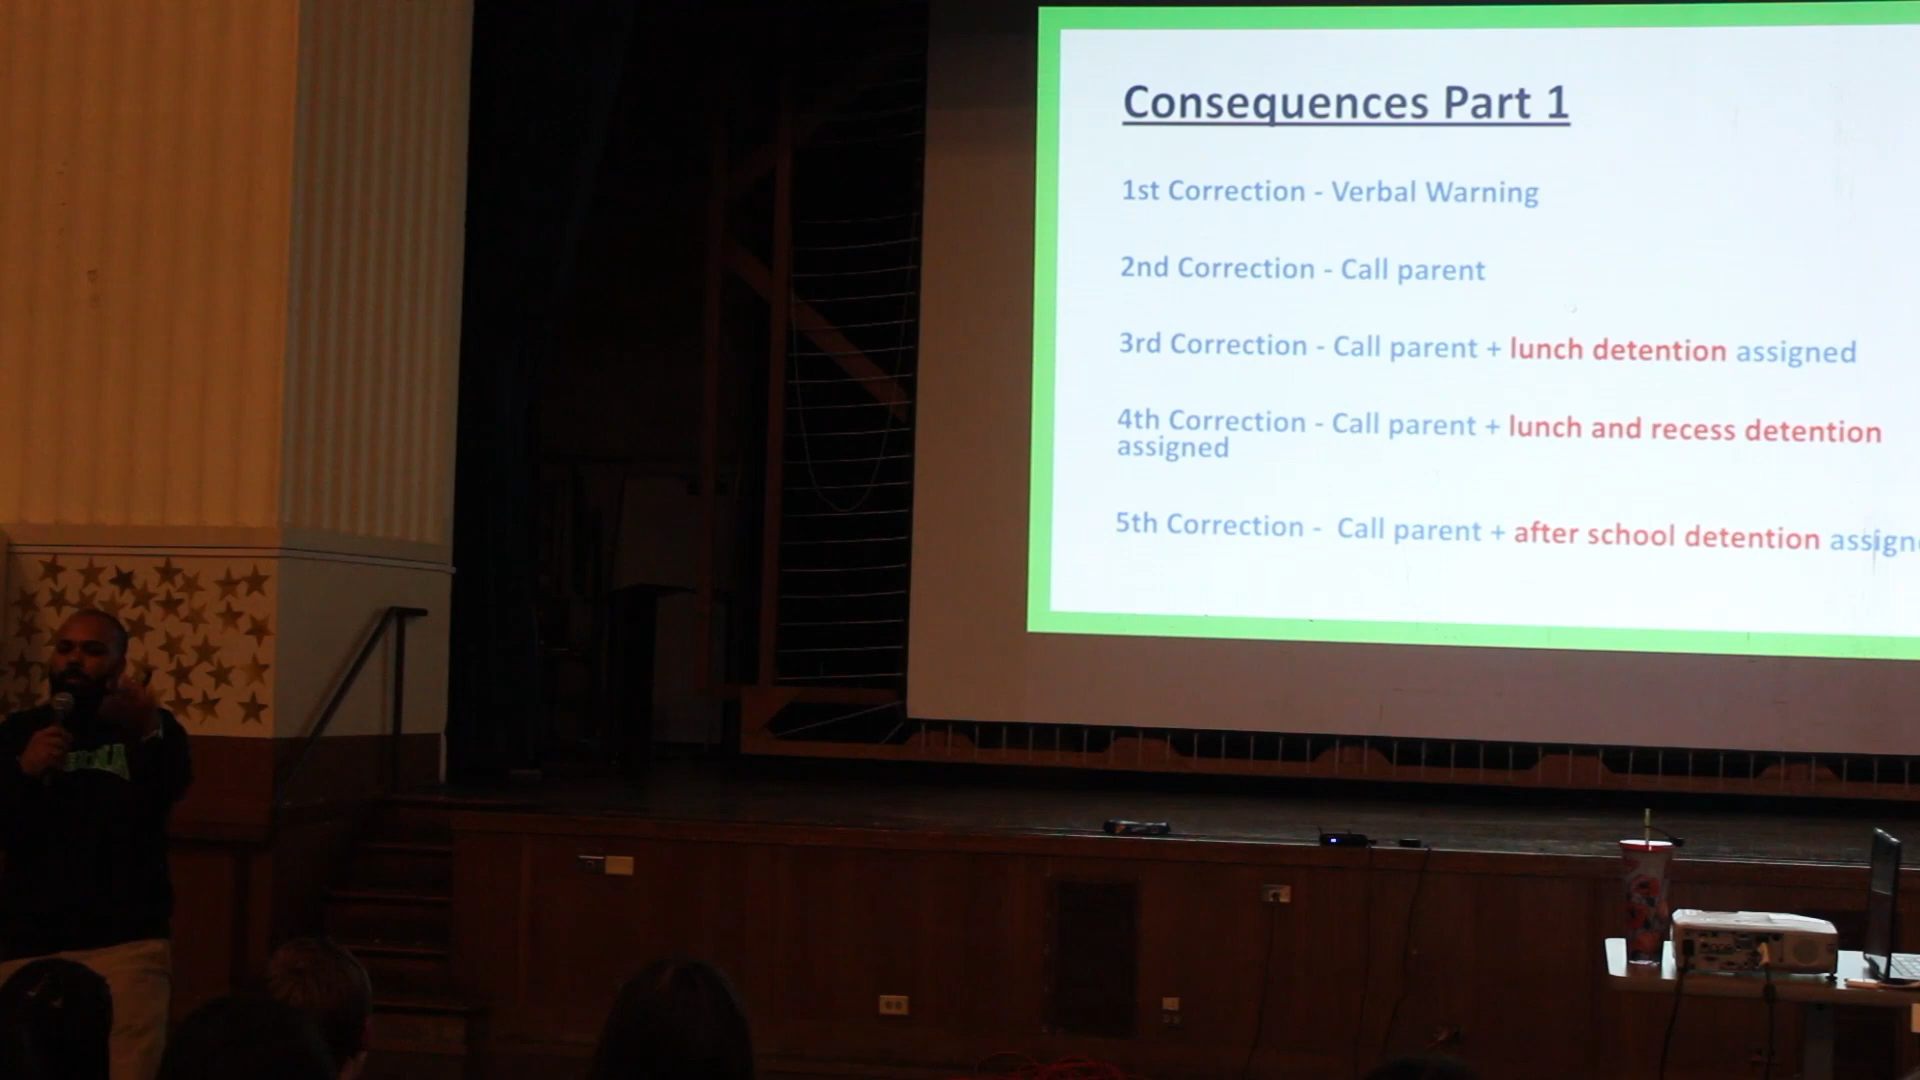 Consequences Part 1
1st Correction - Verbal Warning
2nd Correction - Call parent
3rd Correction - Call parent + lunch detention assigned
4th Correction - Call parent + lunch and recess detention
assigned
5th Correction - Call parent + after school detention